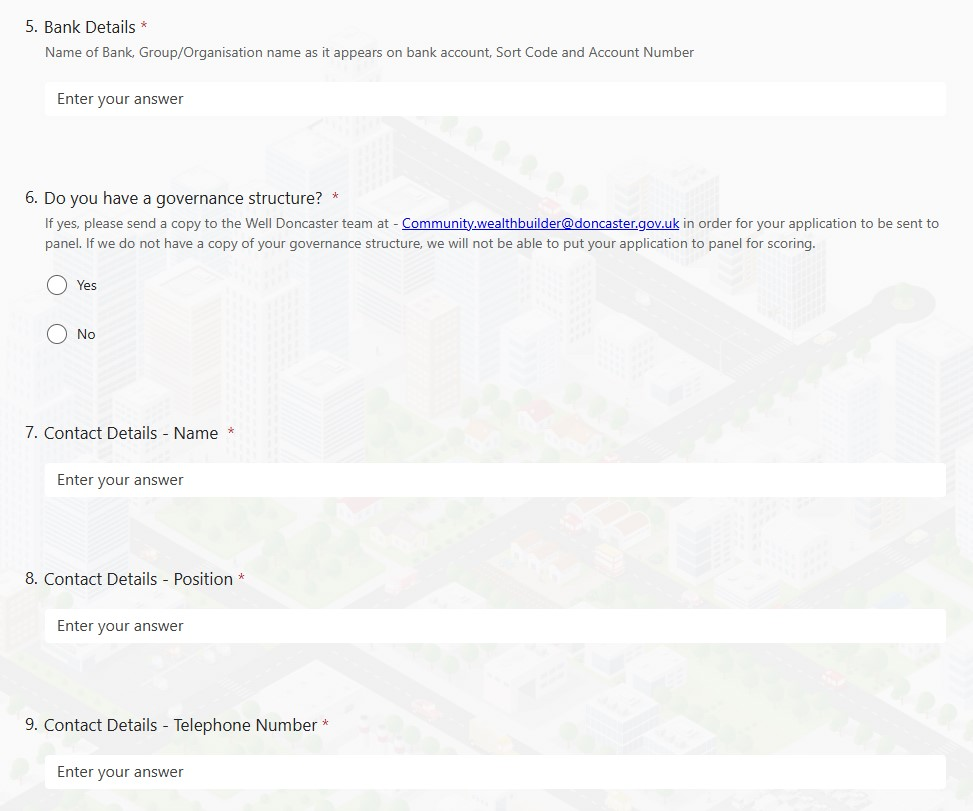 5. Bank Details *
Name of Bank, Group/Organisation name as it appears on bank account, Sort Code and Account Number
Enter your answer
6. Do you have a governance structure? *
If yes, please send a copy to the Well Doncaster team at - Community.wealthbuilder@doncaster.gov.uk in order for your application to be sent to
panel. If we do not have a copy of your governance structure, we will not be able to put your application to panel for scoring.
Yes
No
7. Contact Details - Name *
Enter your answer
8. Contact Details - Position *
Enter your answer
9. Contact Details - Telephone Number *
Enter your answer